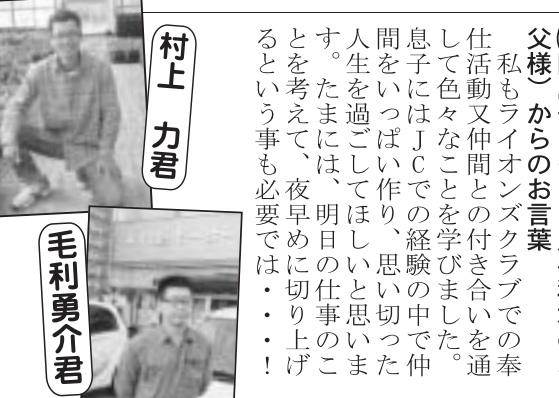 父様）からのお言葉
私もライオンズクラブでの奉
仕活動又仲間との付き合いを通
して色々なことを学びました。
息子にはJCでの経験の中で仲
間をいっぱい作り、思い切った
人生を過ごしてほしいと思いま
す。たまには、明日の仕事のこ
とを考えて、夜早めに切り上げ
るという事も必要では・・・！
村上 力君
毛利勇介君